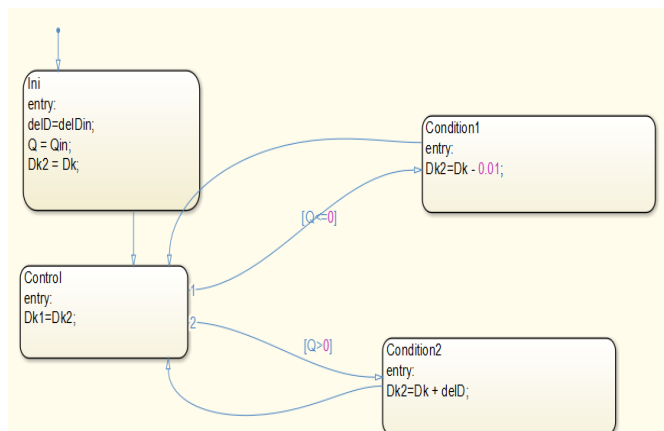 Ini
entry:
delD=delDin;
Q = Qin;
Dk2 = Dk;
Condition1
entry:
Dk2=Dk - 0.01;
[Q<=0]
Control
entry:
Dk1=Dk2;
1
2
[Q>0]
Condition2
entry:
Dk2=Dk + delD;